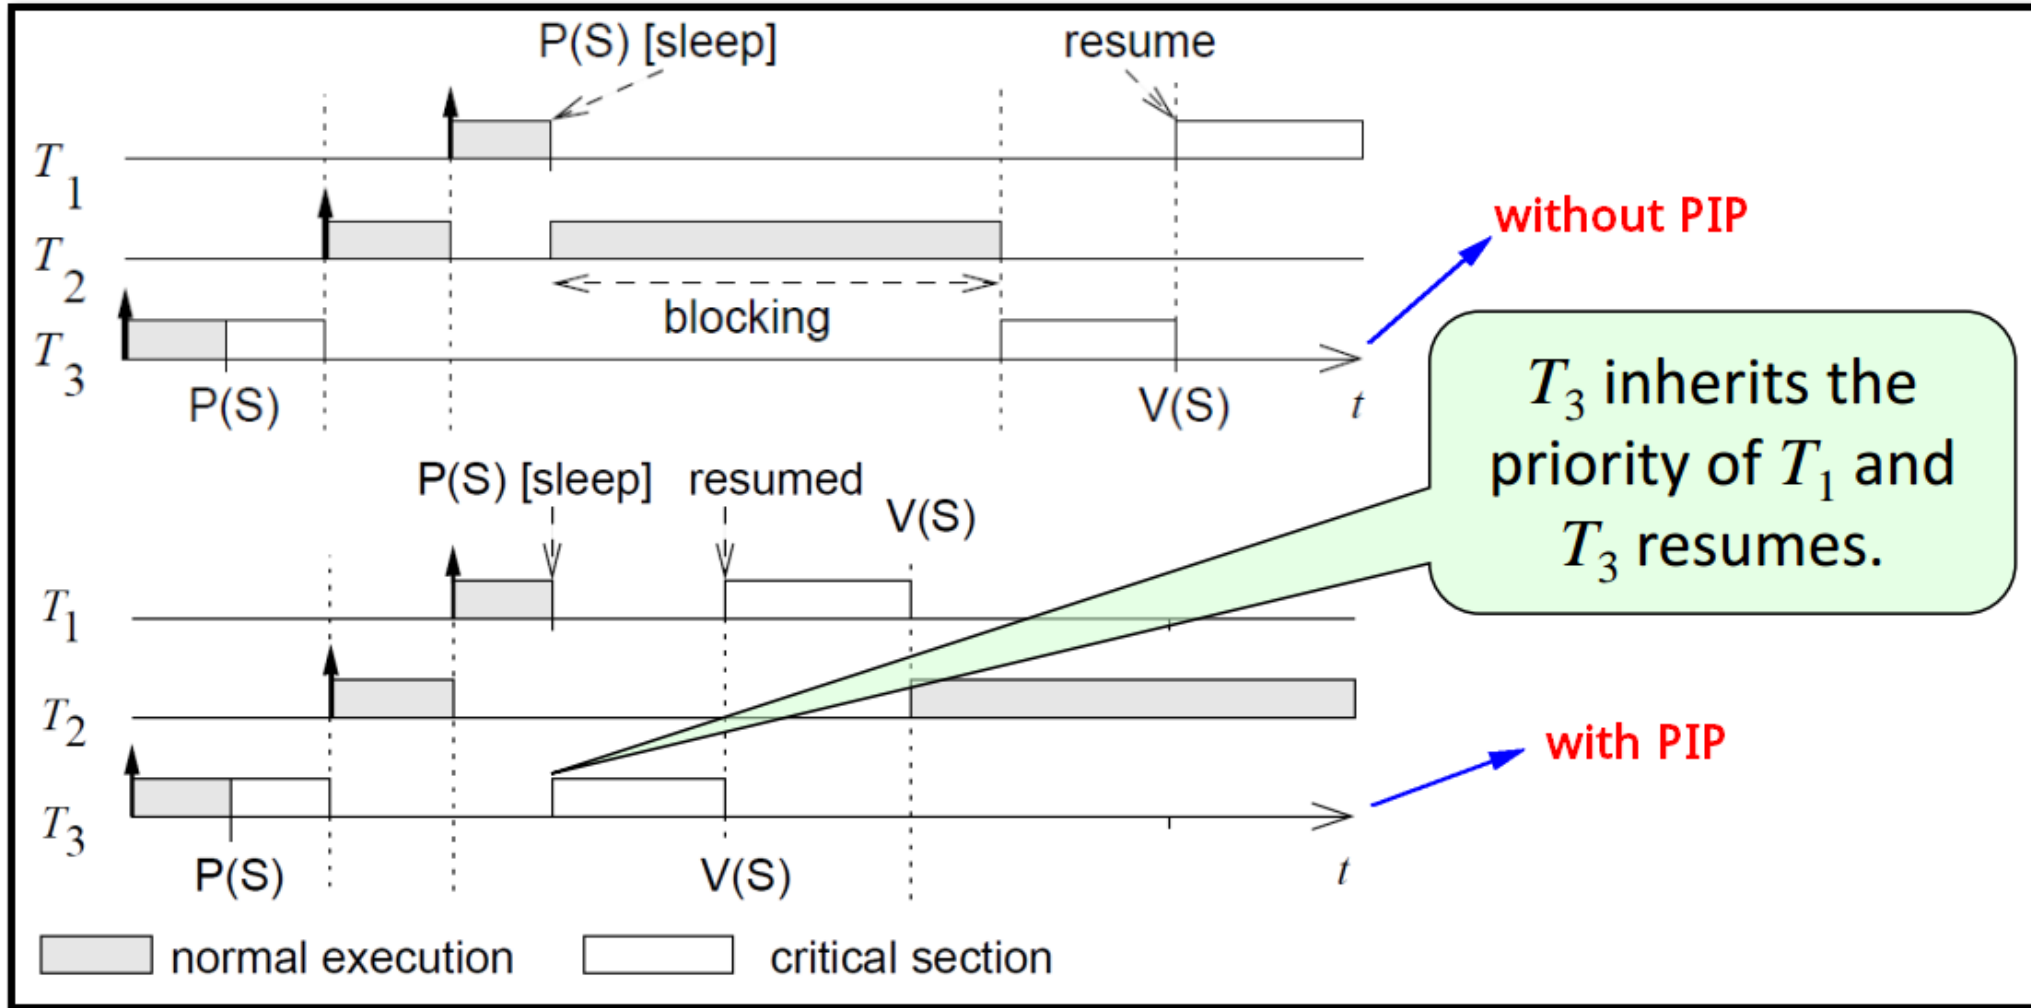 P(S) [sleep]
resume
T1
T2
T3
blocking
P(S)
V(S)
t
without PIP
T3 inherits the
priority of T1 and
T3 resumes.
P(S) [sleep]
resumed
V(S)
T1
T2
T3
P(S)
V(S)
t
with PIP
normal execution
critical section